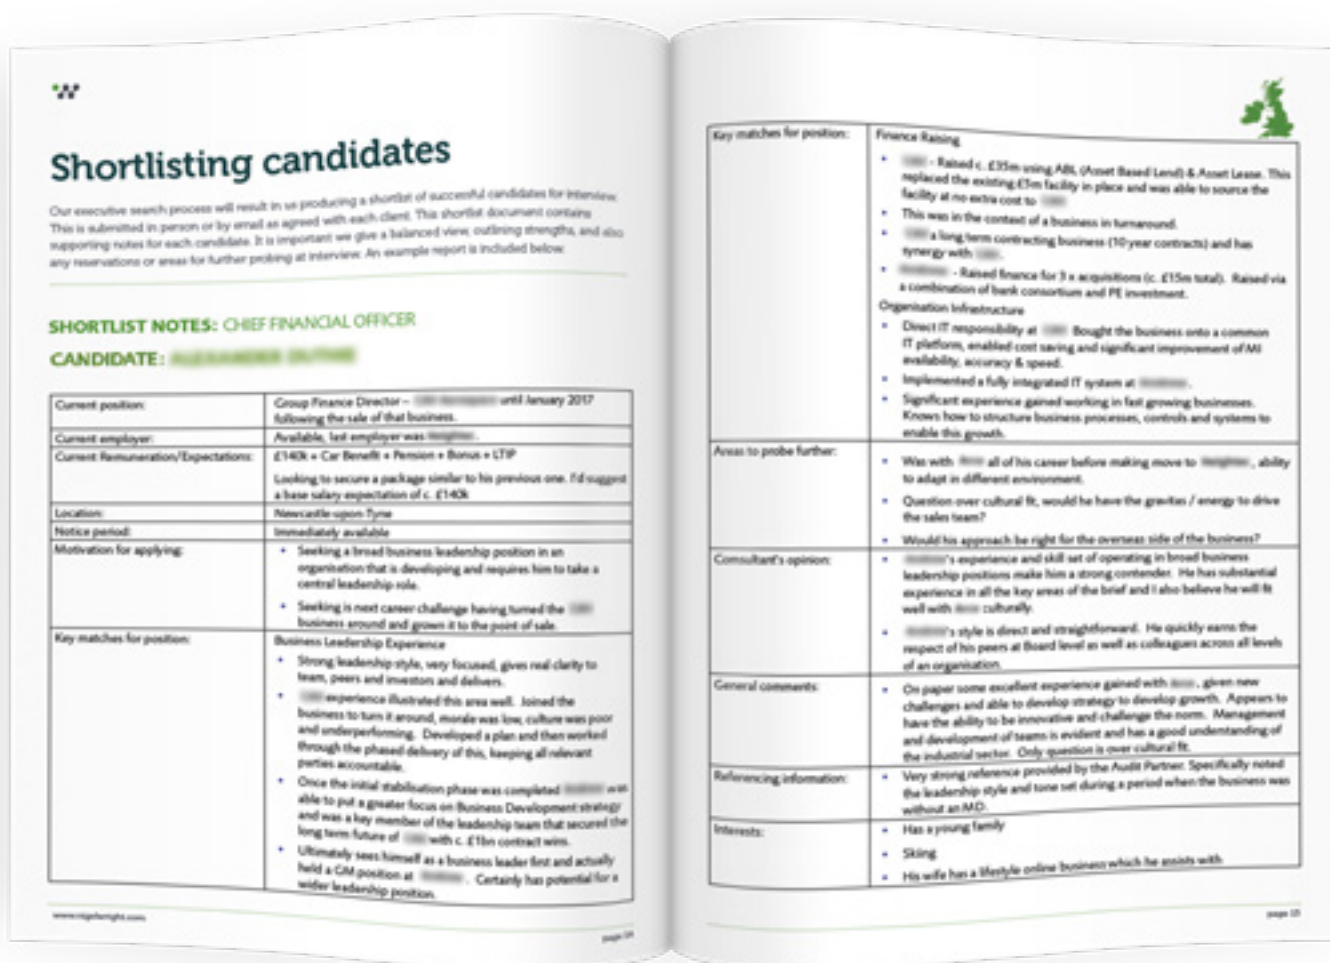 Shortlisting candidates
Our executive search process will result in us producing a shortlist of successful candidates for interview.
This is submitted in person or by email as agreed with each client. This shortlist document contains
supporting notes for each candidate. It is important we give a balanced view, outlining strengths, and also
any reservations or areas for further probing at interview. An example report is included below.
SHORTLIST NOTES: CHIEF FINANCIAL OFFICER
CANDIDATE:
Current position:
Group Finance Director – until January 2017
following the sale of that business.
Current employer:
Available, last employer was .
Current Remuneration/Expectations:
£140k + Car Benefit + Pension + Bonus + LTIP
Looking to secure a package similar to his previous one. I'd suggest
a base salary expectation of c. £140k
Location:
Newcastle upon Tyne
Notice period:
Immediately available
Motivation for applying:
• Seeking a broad business leadership position in an
organisation that is developing and requires him to take a
central leadership role.
• Seeking is next career challenge having turned the
business around and grown it to the point of sale.
Key matches for position:
Business Leadership Experience
• Strong leadership style, very focused, gives real clarity to
team, peers and investors and delivers.
• experience illustrated this area well. Joined the
business to turn it around, morale was low, culture was poor
and underperforming. Developed a plan and then worked
through the phased delivery of this, keeping all relevant
parties accountable.
• Once the initial stabilisation phase was completed was
able to put a greater focus on Business Development strategy
and was a key member of the leadership team that secured the
long term future of with c. £1bn contract wins.
• Ultimately sees himself as a business leader first and actually
held a GM position at . Certainly has potential for a
wider leadership position.
www.nigelwright.com
page 14
Key matches for position:
Finance Raising
• - Raised c. £35m using ABL (Asset Based Lend) & Asset Lease. This
replaced the existing £5m facility in place and was able to source the
facility at no extra cost to
• This was in the context of a business in turnaround.
• a long term contracting business (10 year contracts) and has
synergy with .
• - Raised finance for 3 x acquisitions (c. £15m total). Raised via
a combination of bank consortium and PE investment.
Organisation Infrastructure
• Direct IT responsibility at Bought the business onto a common
IT platform, enabled cost saving and significant improvement of MI
availability, accuracy & speed.
• Implemented a fully integrated IT system at .
• Significant experience gained working in fast growing businesses.
Knows how to structure business processes, controls and systems to
enable this growth.
Areas to probe further:
• Was with all of his career before making move to , ability
to adapt in different environment.
• Question over cultural fit, would he have the gravitas / energy to drive
the sales team?
• Would his approach be right for the overseas side of the business?
Consultant's opinion:
• 's experience and skill set of operating in broad business
leadership positions make him a strong contender. He has substantial
experience in all the key areas of the brief and I also believe he will fit
well with culturally.
• 's style is direct and straightforward. He quickly earns the
respect of his peers at Board level as well as colleagues across all levels
of an organisation.
General comments:
• On paper some excellent experience gained with , given new
challenges and able to develop strategy to develop growth. Appears to
have the ability to be innovative and challenge the norm. Management
and development of teams is evident and has a good understanding of
the industrial sector. Only question is over cultural fit.
Referencing information:
• Very strong reference provided by the Audit Partner. Specifically noted
the leadership style and tone set during a period when the business was
without an MD.
Interests:
• Has a young family
• Skiing
• His wife has a lifestyle online business which he assists with
page 15